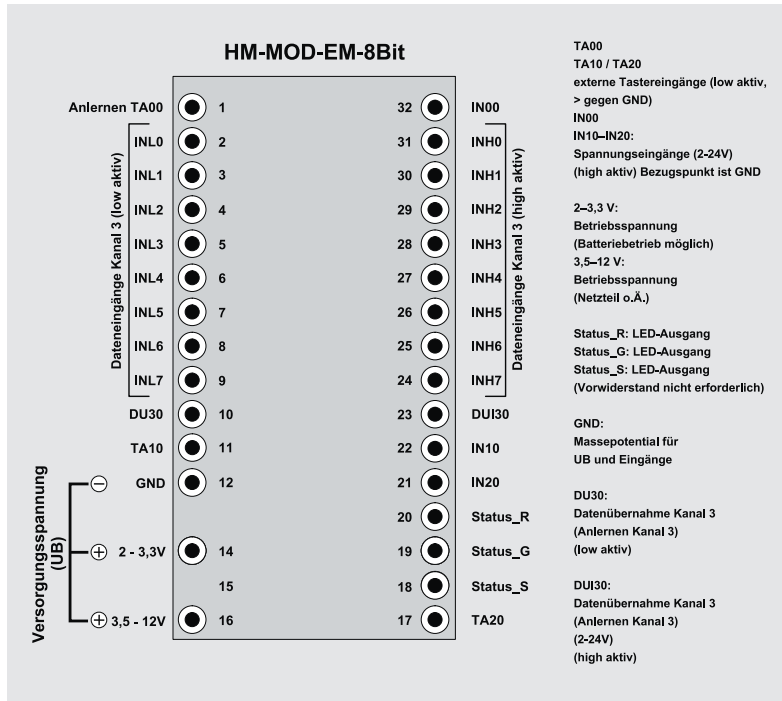 HM-MOD-EM-8Bit
Anlernen TA00 1
INL0 2
INL1 3
INL2 4
INL3 5
INL4 6
INL5 7
INL6 8
INL7 9
DU30 10
TA10 11
GND 12
2 - 3,3V 14
15
3,5 - 12V 16
Dateneingänge Kanal 3 (low aktiv)
Versorgungsspannung
(UB)
32 IN00
31 INH0
30 INH1
29 INH2
28 INH3
27 INH4
26 INH5
25 INH6
24 INH7
23 DUI30
22 IN10
21 IN20
20 Status_R
19 Status_G
18 Status_S
17 TA20
Dateneingänge Kanal 3 (high aktiv)
TA00
TA10 / TA20
externe Tastereingänge (low aktiv,
> gegen GND)
IN00
IN10–IN20:
Spannungseingänge (2-24V)
(high aktiv) Bezugspunkt ist GND
2–3,3 V:
Betriebsspannung
(Batteriebetrieb möglich)
3,5–12 V:
Betriebsspannung
(Netzteil o.Ä.)
Status_R: LED-Ausgang
Status_G: LED-Ausgang
Status_S: LED-Ausgang
(Vorwiderstand nicht erforderlich)
GND:
Massepotential für
UB und Eingänge
DU30:
Datenübernahme Kanal 3
(Anlernen Kanal 3)
(low aktiv)
DUI30:
Datenübernahme Kanal 3
(Anlernen Kanal 3)
(2-24V)
(high aktiv)